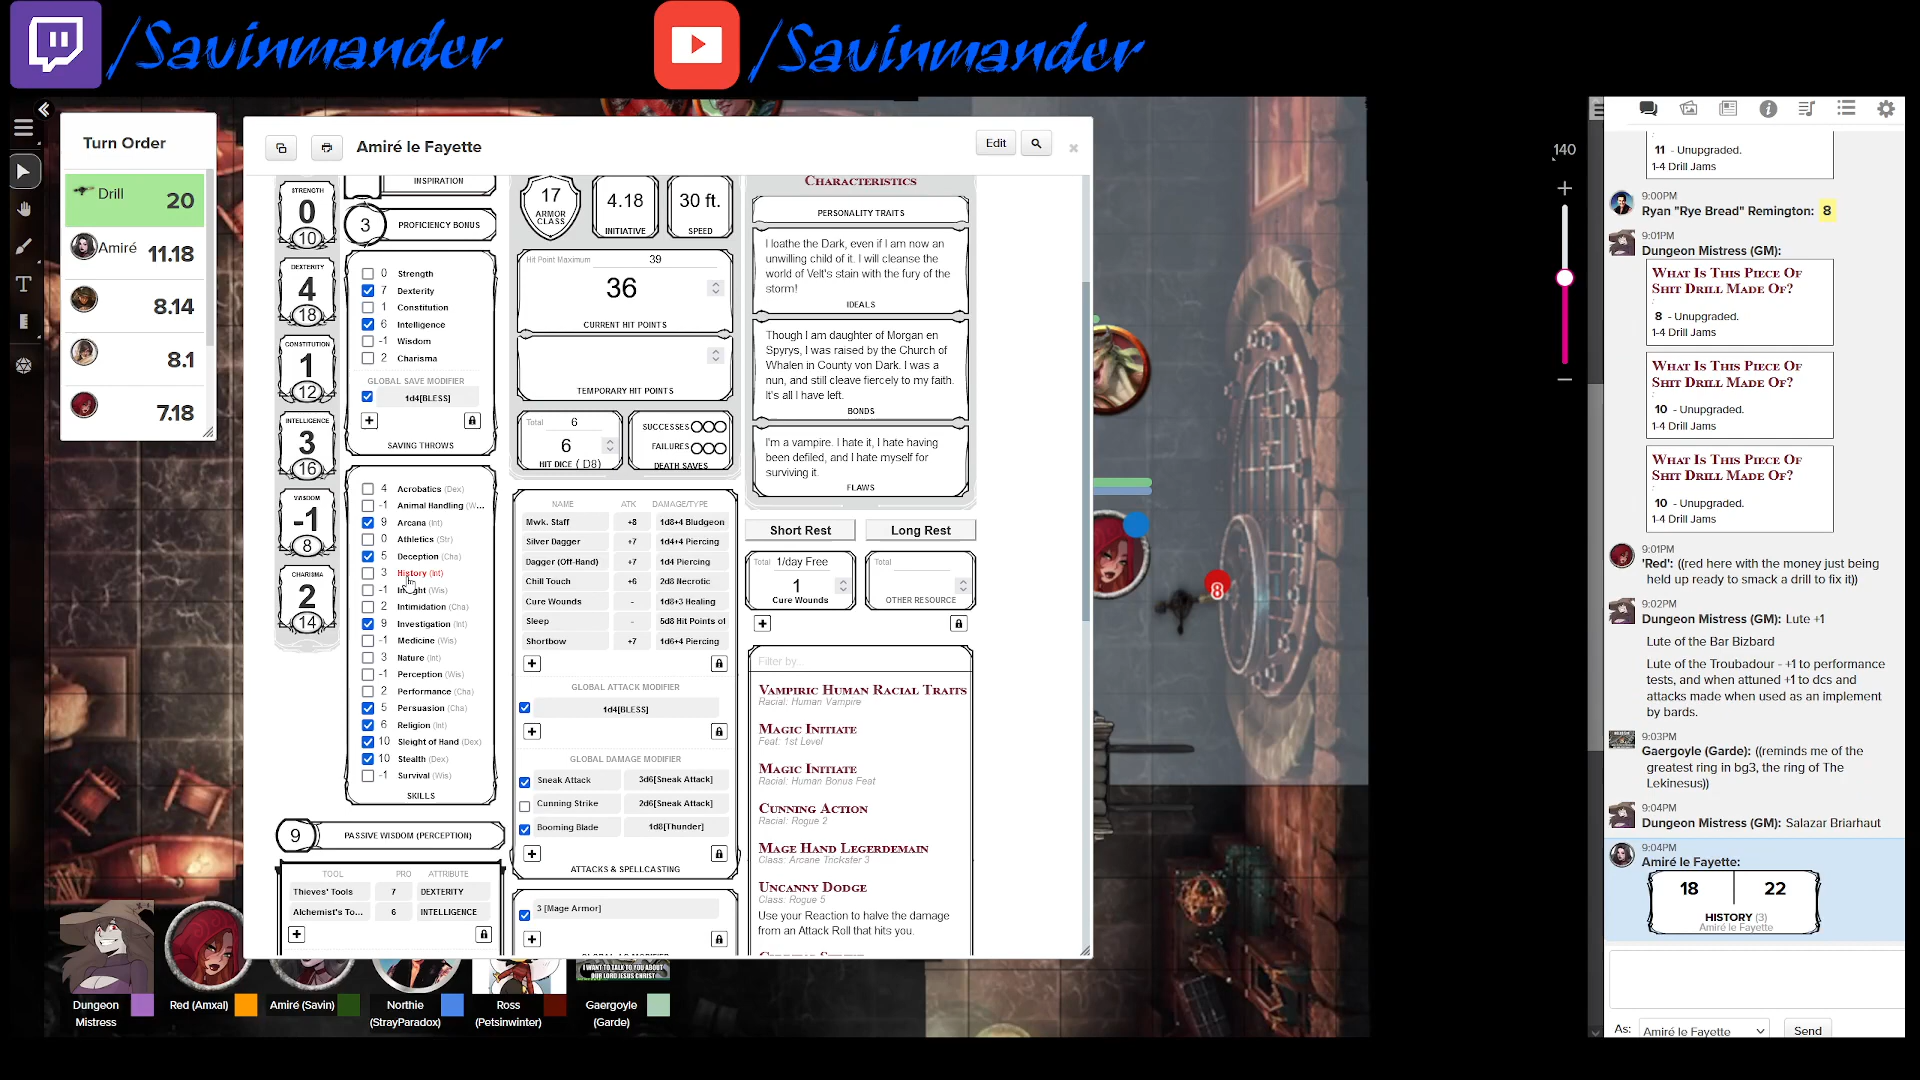 /Savinmander
/Savinmander
Turn Order
Drill 20
Amiré 11.18
8.14
8.1
7.18
Amiré le Fayette
Edit
STRENGTH
0
10
DEXTERITY
4
18
CONSTITUTION
1
12
INTELLIGENCE
3
16
WISDOM
-1
8
CHARISMA
2
14
INSPIRATION
3 PROFICIENCY BONUS
0 Strength
7 Dexterity
1 Constitution
6 Intelligence
-1 Wisdom
2 Charisma
GLOBAL SAVE MODIFIER
1d4[BLESS]
SAVING THROWS
4 Acrobatics (Dex)
-1 Animal Handling (W...
9 Arcana (Int)
0 Athletics (Str)
5 Deception (Cha)
3 History (Int)
-1 (Wis)
2 Intimidation (Cha)
9 Investigation (Int)
-1 Medicine (Wis)
3 Nature (Int)
-1 Perception (Wis)
2 Performance (Cha)
5 Persuasion (Cha)
6 Religion (Int)
10 Sleight of Hand (Dex)
10 Stealth (Dex)
-1 Survival (Wis)
SKILLS
9 PASSIVE WISDOM (PERCEPTION)
TOOL PRO ATTRIBUTE
Thieves' Tools 7 DEXTERITY
Alchemist's To... 6 INTELLIGENCE
17
ARMOR
CLASS
4.18
INITIATIVE
30 ft.
SPEED
Hit Point Maximum 39
36
CURRENT HIT POINTS
TEMPORARY HIT POINTS
Total 6
6
HIT DICE ( D8)
SUCCESSES
FAILURES
DEATH SAVES
NAME ATK DAMAGE/TYPE
Mwk. Staff +8 1d8+4 Bludgeon
Silver Dagger +7 1d4+4 Piercing
Dagger (Off-Hand) +7 1d4 Piercing
Chill Touch +6 2d8 Necrotic
Cure Wounds - 1d8+3 Healing
Sleep - 5d8 Hit Points of
Shortbow +7 1d6+4 Piercing
GLOBAL ATTACK MODIFIER
1d4[BLESS]
GLOBAL DAMAGE MODIFIER
Sneak Attack 3d6[Sneak Attack]
Cunning Strike 2d6[Sneak Attack]
Booming Blade 1d8[Thunder]
ATTACKS & SPELLCASTING
3 [Mage Armor]
CHARACTERISTICS
PERSONALITY TRAITS
I loathe the Dark, even if I am now an
unwilling child of it. I will cleanse the
world of Velt's stain with the fury of the
storm!
IDEALS
Though I am daughter of Morgan en
Spyrys, I was raised by the Church of
Whalen in County von Dark. I was a
nun, and still cleave fiercely to my faith.
It's all I have left.
BONDS
I'm a vampire. I hate it, I hate having
been defiled, and I hate myself for
surviving it.
FLAWS
Short Rest Long Rest
Total 1/day Free
1
Cure Wounds
Total
OTHER RESOURCE
Filter by...
VAMPIRIC HUMAN RACIAL TRAITS
Racial: Human Vampire
MAGIC INITIATE
Feat: 1st Level
MAGIC INITIATE
Racial: Human Bonus Feat
CUNNING ACTION
Racial: Rogue 2
MAGE HAND LEGERDEMAIN
Class: Arcane Trickster 3
UNCANNY DODGE
Class: Rogue 5
Use your Reaction to halve the damage
from an Attack Roll that hits you.
8
140
11 - Unupgraded.
1-4 Drill Jams
9:00PM
Ryan "Rye Bread" Remington: 8
9:01PM
Dungeon Mistress (GM):
WHAT IS THIS PIECE OF
SHIT DRILL MADE OF?
:
8 - Unupgraded.
1-4 Drill Jams
WHAT IS THIS PIECE OF
SHIT DRILL MADE OF?
:
10 - Unupgraded.
1-4 Drill Jams
WHAT IS THIS PIECE OF
SHIT DRILL MADE OF?
:
10 - Unupgraded.
1-4 Drill Jams
9:01PM
'Red': ((red here with the money just being
held up ready to smack a drill to fix it))
9:02PM
Dungeon Mistress (GM): Lute +1
Lute of the Bar Bizbard
Lute of the Troubadour - +1 to performance
tests, and when attuned +1 to dcs and
attacks made when used as an implement
by bards.
9:03PM
Gaergoyle (Garde): ((reminds me of the
greatest ring in bg3, the ring of The
Lekinesus))
9:04PM
Dungeon Mistress (GM): Salazar Briarhaut
9:04PM
Amiré le Fayette:
18 22
HISTORY (3)
Amiré le Fayette
As: Amiré le Fayette Send
I WANT TO TALK TO YOU ABOUT
OUR LORD JESUS CHRIST
Dungeon
Mistress
Red (Amxal)
Amiré (Savin)
Northie
(StrayParadox)
Ross
(Petsinwinter)
Gaergoyle
(Garde)